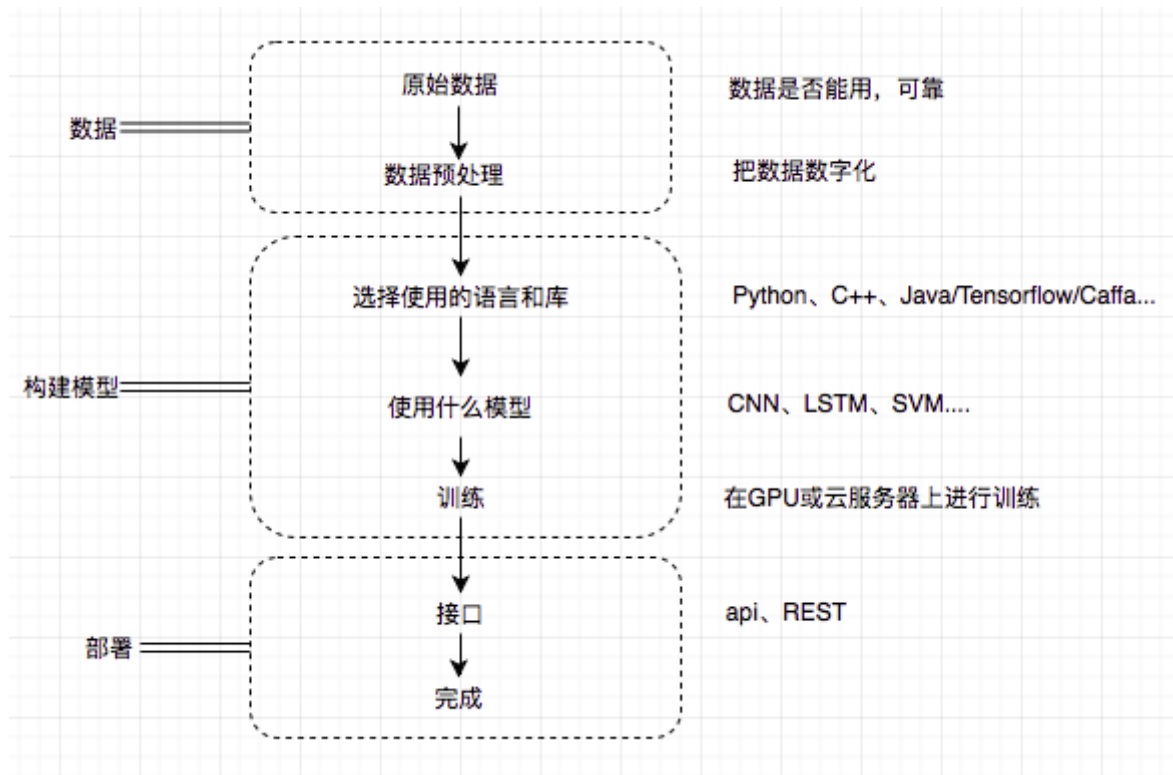 原始数据
数据是否能用，可靠
数据
数据预处理
把数据数字化
选择使用的语言和库
Python、C++、Java/Tensorflow/Caffa...
构建模型
使用什么模型
CNN、LSTM、SVM....
训练
在GPU或云服务器上进行训练
接口
api、REST
部署
完成